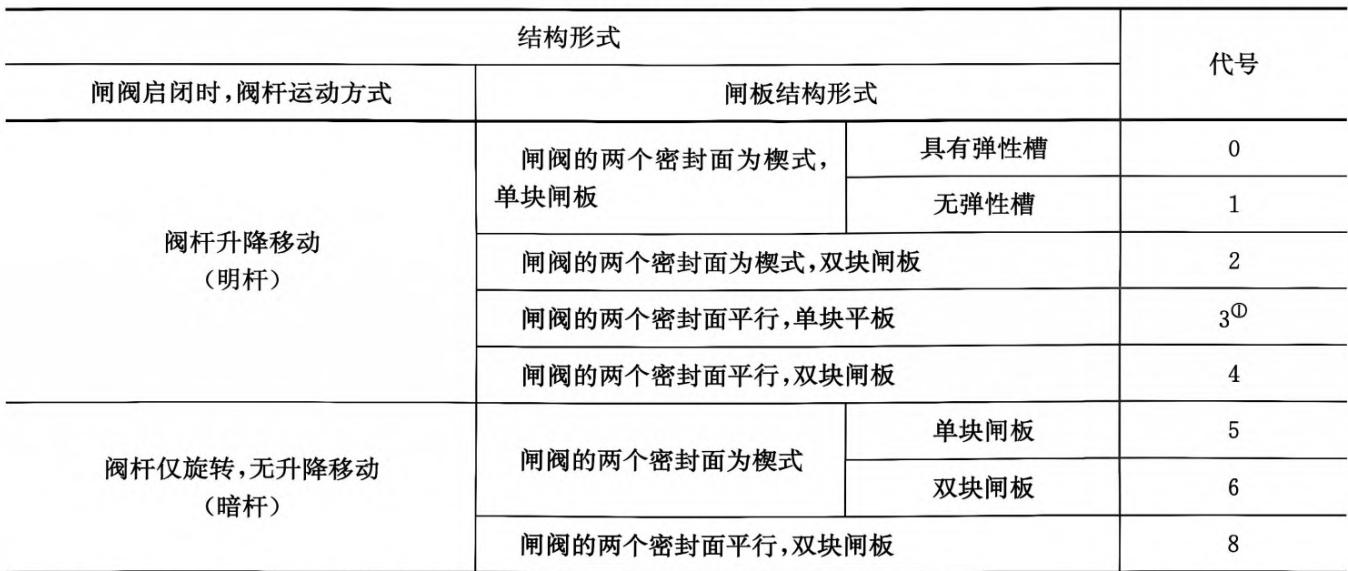 结构形式
代号
闸阀启闭时,阀杆运动方式
闸板结构形式
阀杆升降移动
(明杆)
闸阀的两个密封面为楔式,
单块闸板
具有弹性槽
0
无弹性槽
1
闸阀的两个密封面为楔式,双块闸板
2
闸阀的两个密封面平行,单块平板
3①
闸阀的两个密封面平行,双块闸板
4
阀杆仅旋转,无升降移动
(暗杆)
闸阀的两个密封面为楔式
单块闸板
5
双块闸板
6
闸阀的两个密封面平行,双块闸板
8